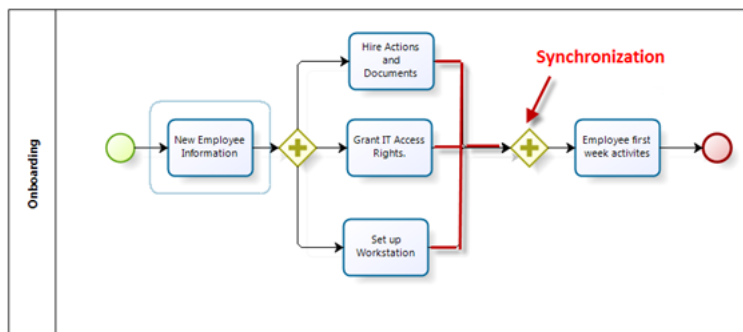 Onboarding
New Employee
Information
Hire Actions
and
Documents
Grant IT Access
Rights.
Set up
Workstation
Synchronization
Employee first
week activites